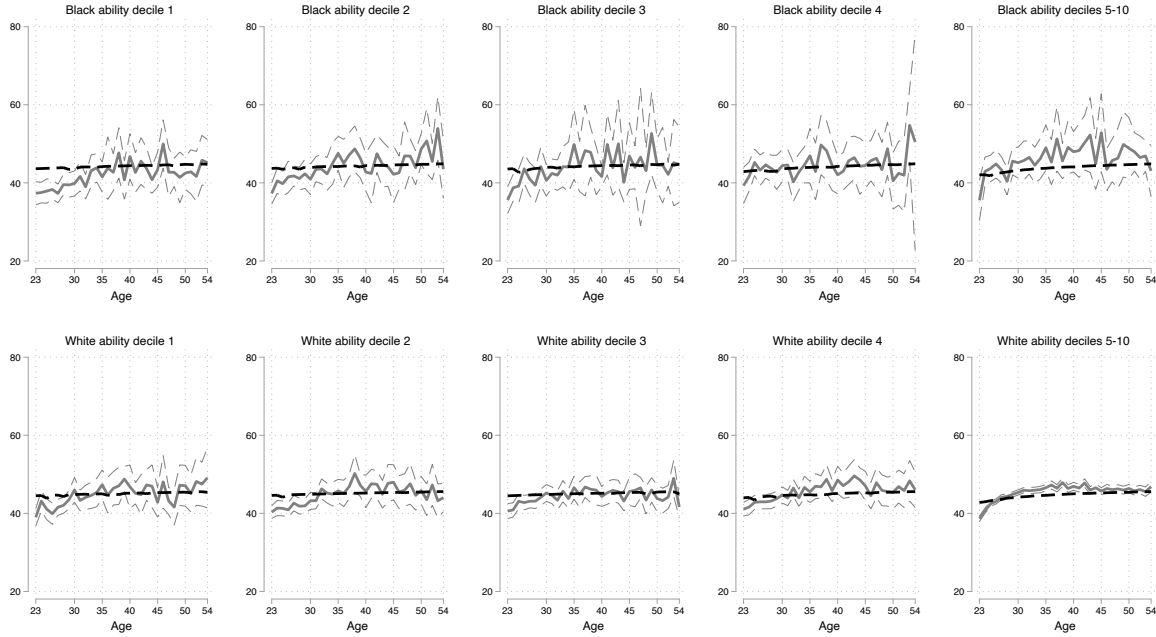 Black ability decile 1
80
60
40
20
23 30 35 40 45 50 54
Age
Black ability decile 2
80
60
40
20
23 30 35 40 45 50 54
Age
Black ability decile 3
80
60
40
20
23 30 35 40 45 50 54
Age
Black ability decile 4
80
60
40
20
23 30 35 40 45 50 54
Age
Black ability deciles 5-10
80
60
40
20
23 30 35 40 45 50 54
Age
White ability decile 1
80
60
40
20
23 30 35 40 45 50 54
Age
White ability decile 2
80
60
40
20
23 30 35 40 45 50 54
Age
White ability decile 3
80
60
40
20
23 30 35 40 45 50 54
Age
White ability decile 4
80
60
40
20
23 30 35 40 45 50 54
Age
White ability deciles 5-10
80
60
40
20
23 30 35 40 45 50 54
Age